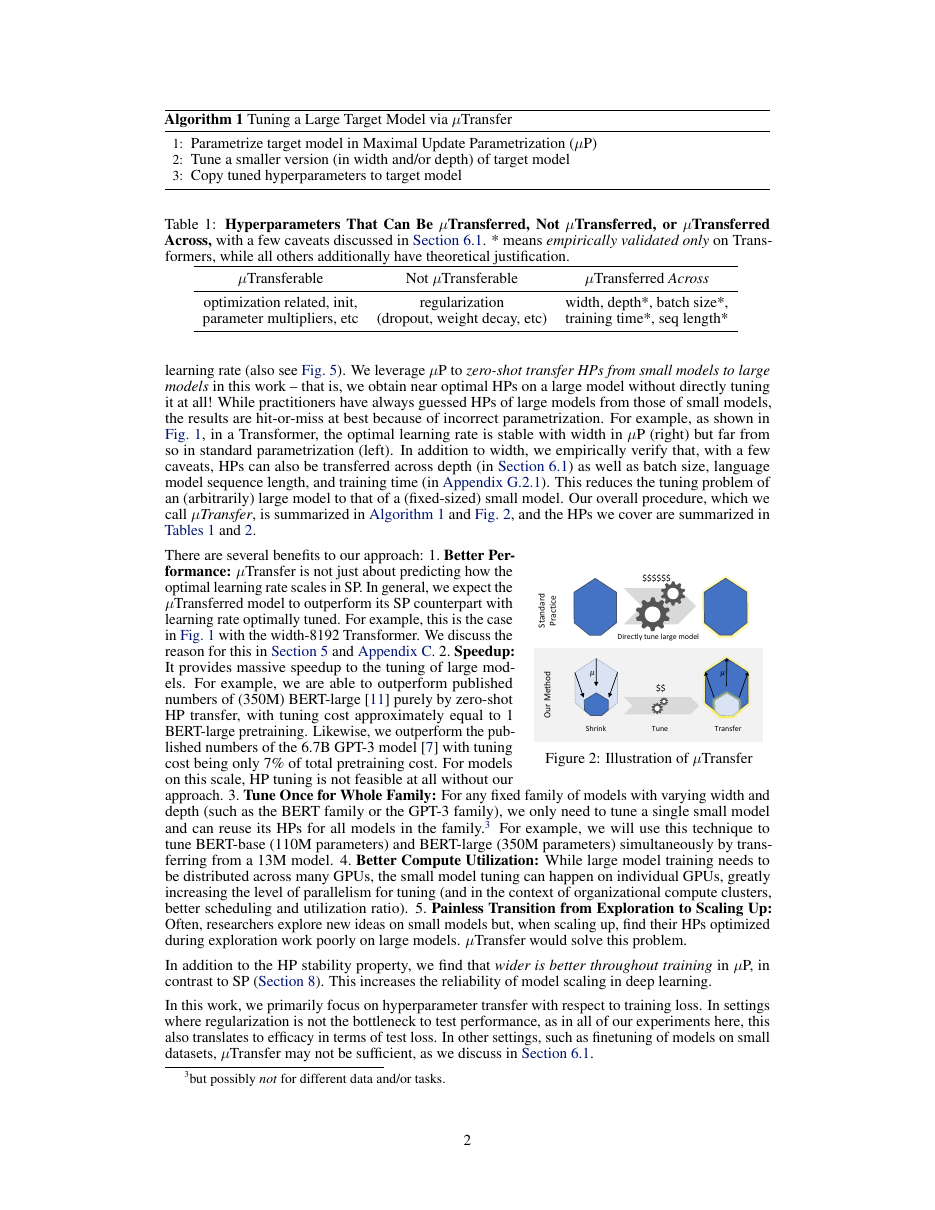 Algorithm 1 Tuning a Large Target Model via μTransfer
1: Parametrize target model in Maximal Update Parametrization (μP)
2: Tune a smaller version (in width and/or depth) of target model
3: Copy tuned hyperparameters to target model
Table 1: Hyperparameters That Can Be μTransferred, Not μTransferred, or μTransferred
Across, with a few caveats discussed in Section 6.1. * means empirically validated only on Trans-
formers, while all others additionally have theoretical justification.
μTransferable Not μTransferable μTransferred Across
optimization related, init, regularization width, depth*, batch size*,
parameter multipliers, etc (dropout, weight decay, etc) training time*, seq length*
learning rate (also see Fig. 5). We leverage μP to zero-shot transfer HPs from small models to large
models in this work – that is, we obtain near optimal HPs on a large model without directly tuning
it at all! While practitioners have always guessed HPs of large models from those of small models,
the results are hit-or-miss at best because of incorrect parametrization. For example, as shown in
Fig. 1, in a Transformer, the optimal learning rate is stable with width in μP (right) but far from
so in standard parametrization (left). In addition to width, we empirically verify that, with a few
caveats, HPs can also be transferred across depth (in Section 6.1) as well as batch size, language
model sequence length, and training time (in Appendix G.2.1). This reduces the tuning problem of
an (arbitrarily) large model to that of a (fixed-sized) small model. Our overall procedure, which we
call μTransfer, is summarized in Algorithm 1 and Fig. 2, and the HPs we cover are summarized in
Tables 1 and 2.
There are several benefits to our approach: 1. Better Per-
formance: μTransfer is not just about predicting how the
optimal learning rate scales in SP. In general, we expect the
μTransferred model to outperform its SP counterpart with
learning rate optimally tuned. For example, this is the case
in Fig. 1 with the width-8192 Transformer. We discuss the
reason for this in Section 5 and Appendix C. 2. Speedup:
It provides massive speedup to the tuning of large mod-
els. For example, we are able to outperform published
numbers of (350M) BERT-large [11] purely by zero-shot
HP transfer, with tuning cost approximately equal to 1
BERT-large pretraining. Likewise, we outperform the pub-
lished numbers of the 6.7B GPT-3 model [7] with tuning
cost being only 7% of total pretraining cost. For models
on this scale, HP tuning is not feasible at all without our
Standard
Practice
$$$$$$
Directly tune large model
Our Method
μ
Shrink
$$
Tune
μ
Transfer
Figure 2: Illustration of μTransfer
approach. 3. Tune Once for Whole Family: For any fixed family of models with varying width and
depth (such as the BERT family or the GPT-3 family), we only need to tune a single small model
and can reuse its HPs for all models in the family.3 For example, we will use this technique to
tune BERT-base (110M parameters) and BERT-large (350M parameters) simultaneously by trans-
ferring from a 13M model. 4. Better Compute Utilization: While large model training needs to
be distributed across many GPUs, the small model tuning can happen on individual GPUs, greatly
increasing the level of parallelism for tuning (and in the context of organizational compute clusters,
better scheduling and utilization ratio). 5. Painless Transition from Exploration to Scaling Up:
Often, researchers explore new ideas on small models but, when scaling up, find their HPs optimized
during exploration work poorly on large models. μTransfer would solve this problem.
In addition to the HP stability property, we find that wider is better throughout training in μP, in
contrast to SP (Section 8). This increases the reliability of model scaling in deep learning.
In this work, we primarily focus on hyperparameter transfer with respect to training loss. In settings
where regularization is not the bottleneck to test performance, as in all of our experiments here, this
also translates to efficacy in terms of test loss. In other settings, such as finetuning of models on small
datasets, μTransfer may not be sufficient, as we discuss in Section 6.1.
3but possibly not for different data and/or tasks.
2